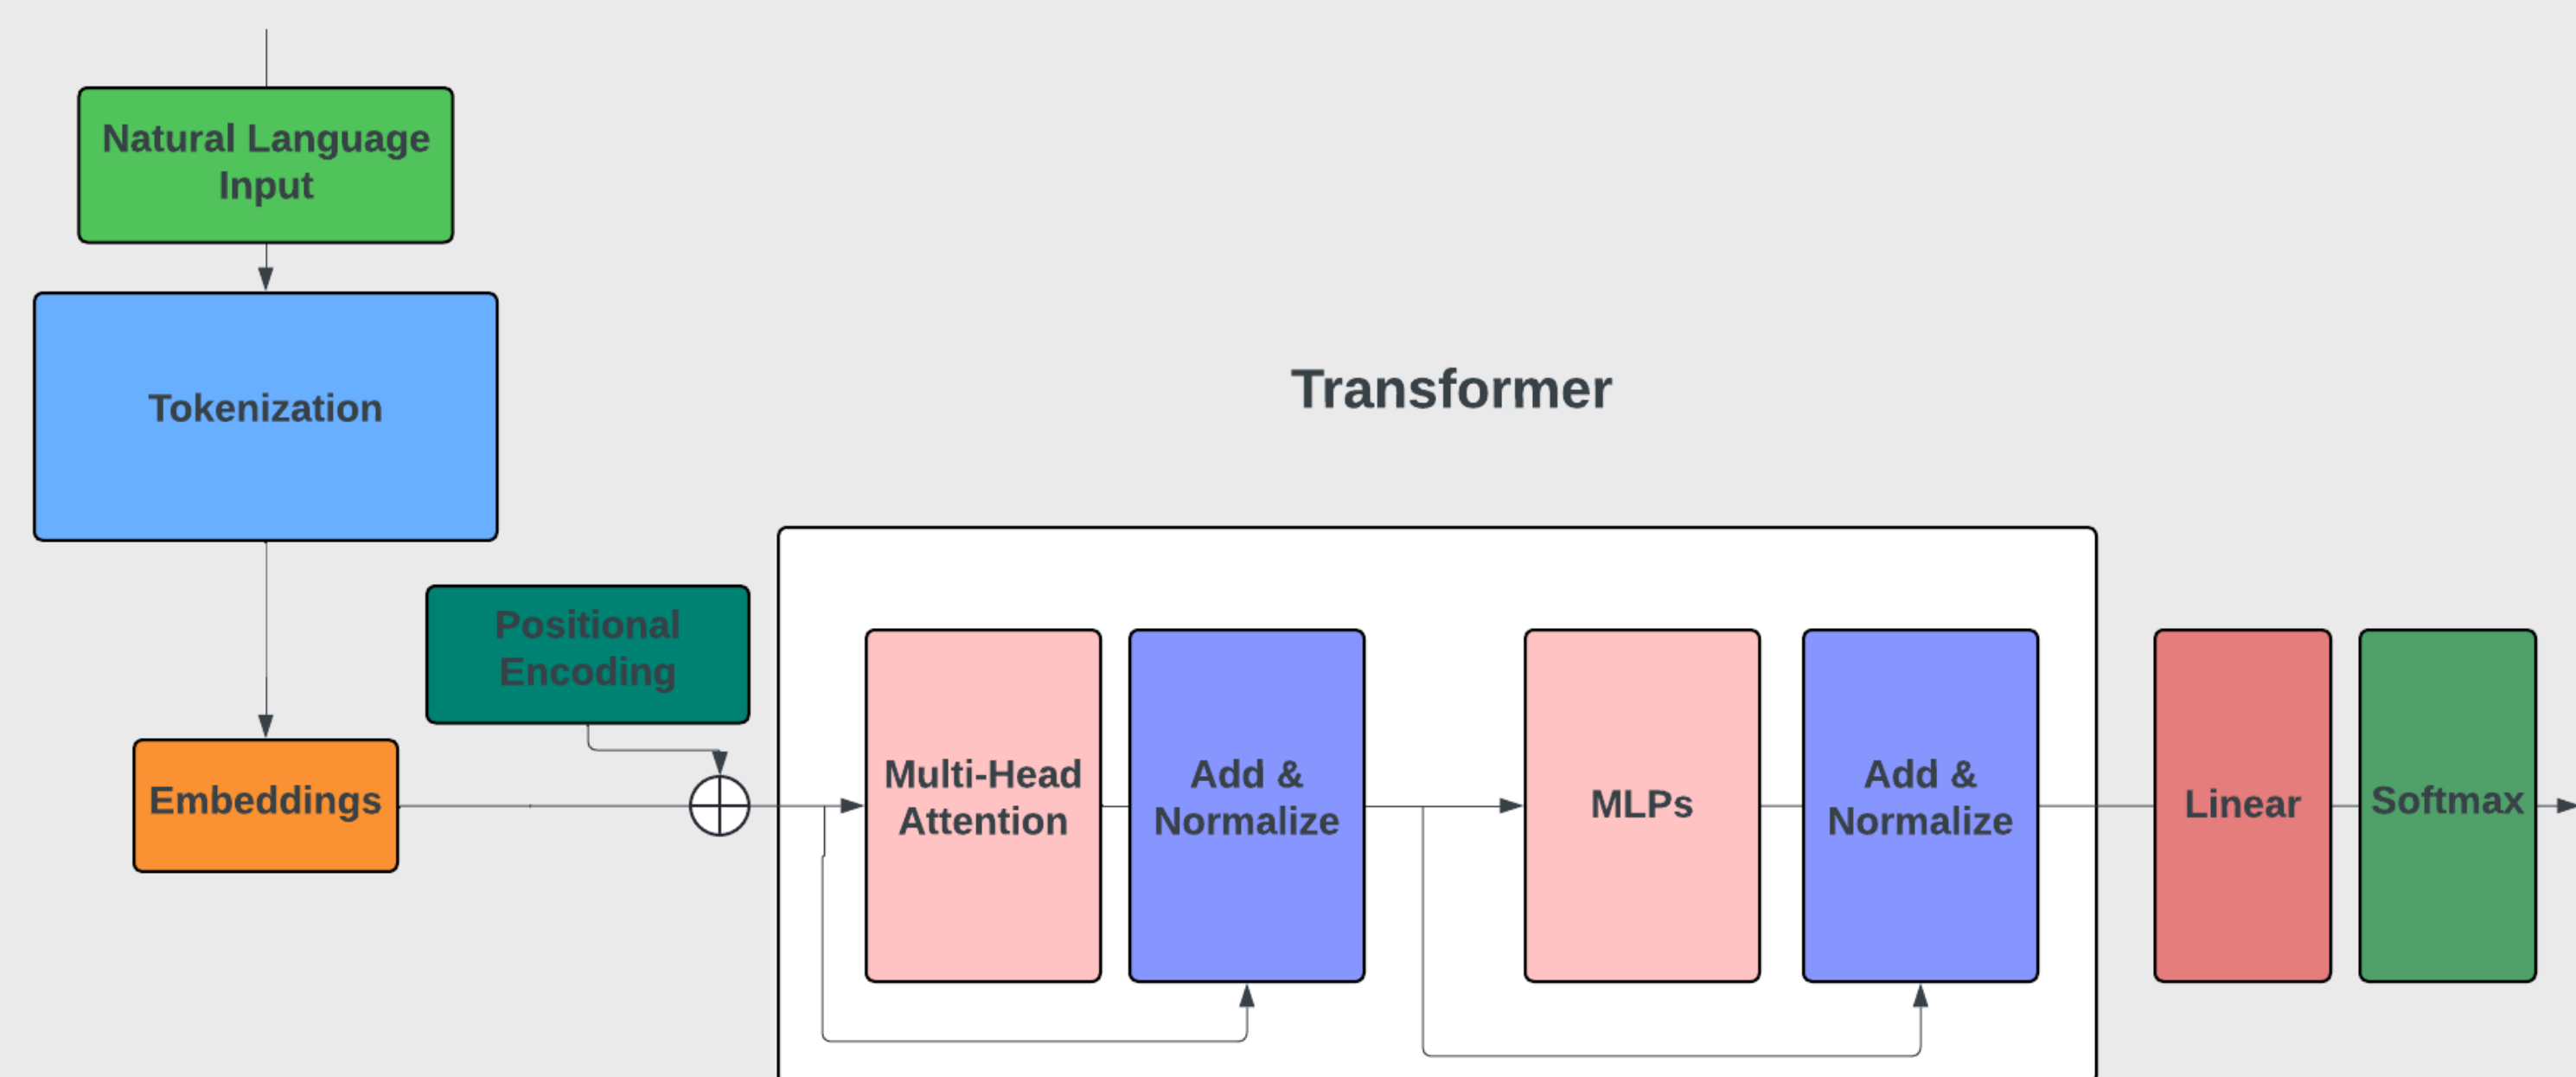 Natural Language
Input
Tokenization
Transformer
Positional
Encoding
Embeddings
Multi-Head
Attention
Add &
Normalize
MLPs
Add &
Normalize
Linear
Softmax